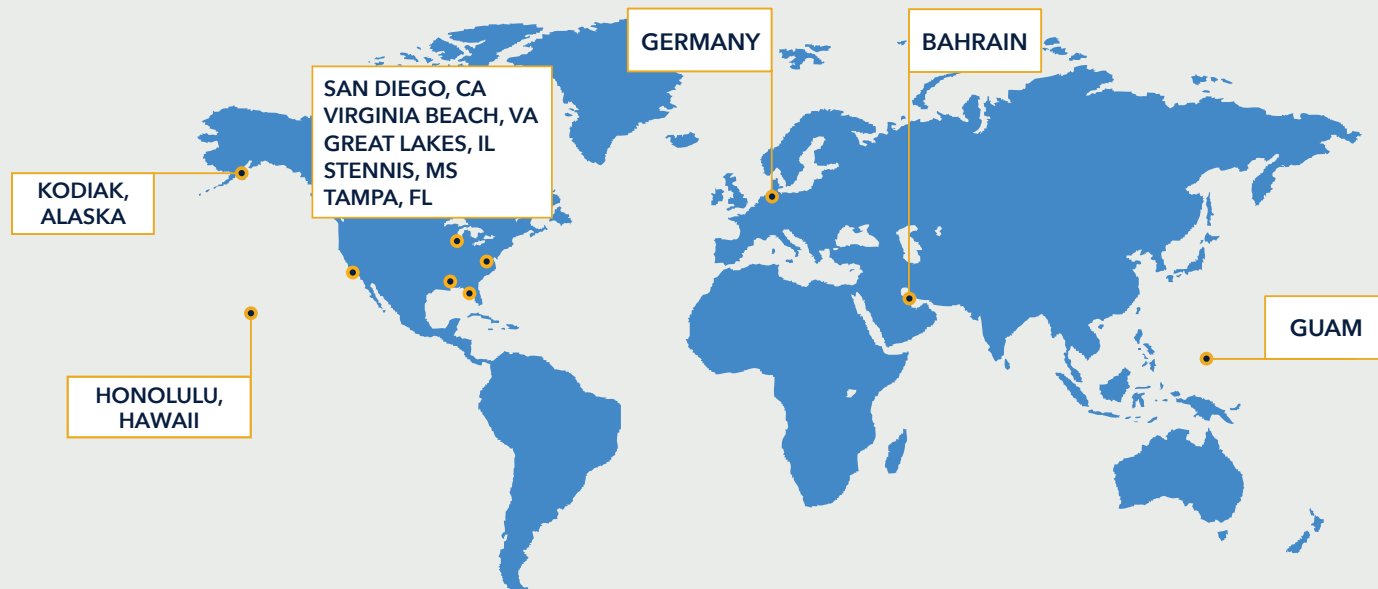 GERMANY
BAHRAIN
SAN DIEGO, CA
VIRGINIA BEACH, VA
GREAT LAKES, IL
STENNIS, MS
TAMPA, FL
KODIAK,
ALASKA
GUAM
HONOLULU,
HAWAII